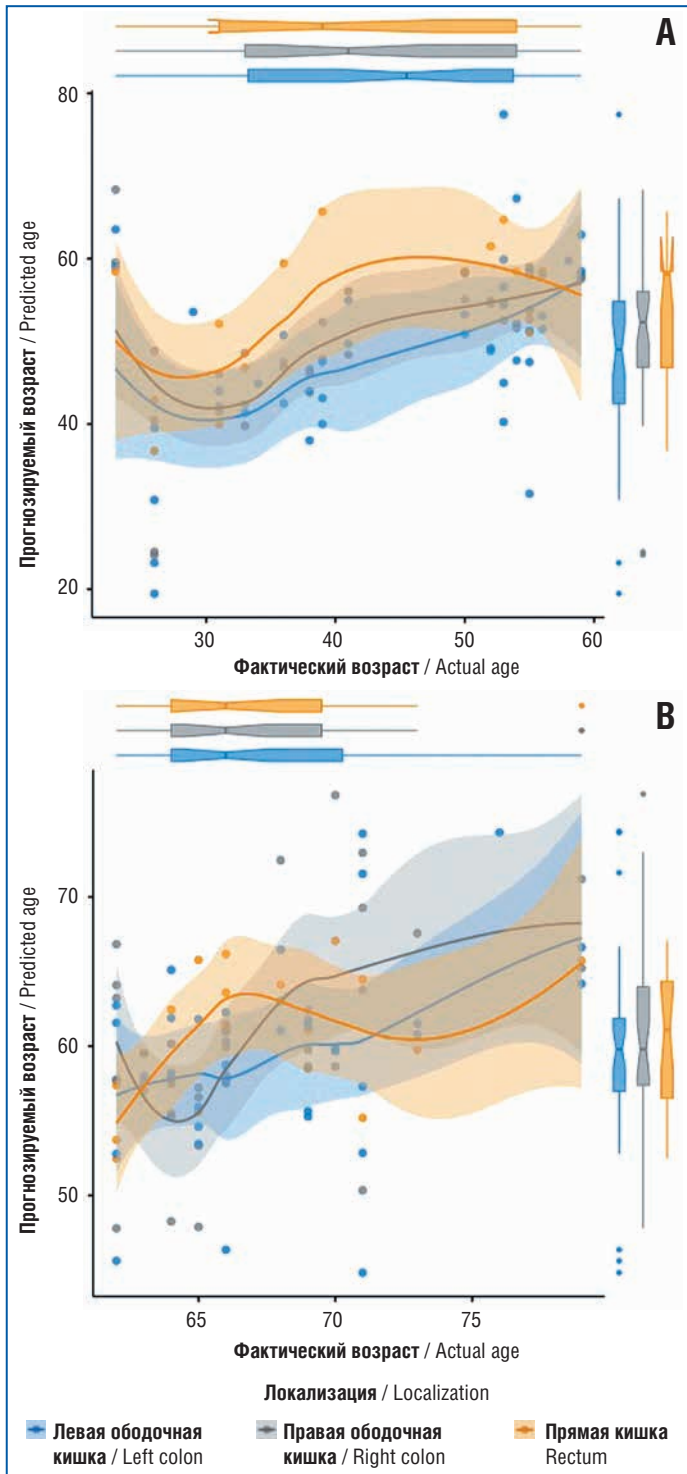 A
80
60
40
20
Прогнозируемый возраст / Predicted age
30 40 50 60
Фактический возраст / Actual age
B
70
60
50
Прогнозируемый возраст / Predicted age
65 70 75
Фактический возраст / Actual age
Локализация / Localization
Левая ободочная Правая ободочная Прямая кишка
кишка / Left colon кишка / Right colon Rectum